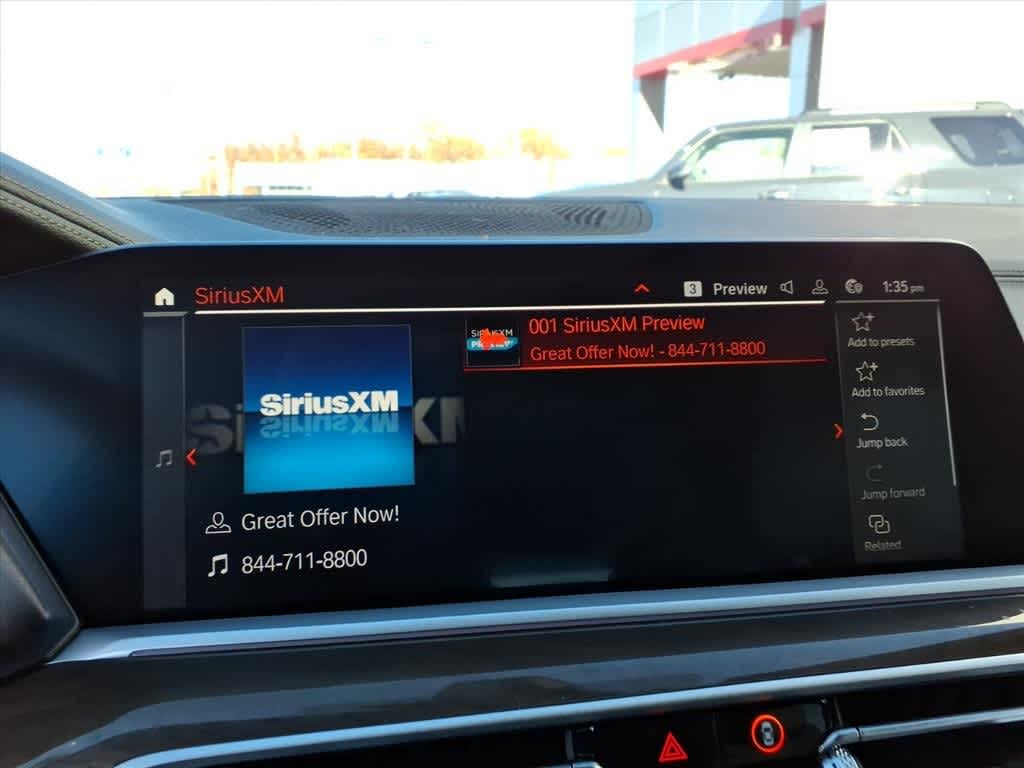 SiriusXM
3 Preview 1:35 pm
001 SiriusXM Preview
Great Offer Now! - 844-711-8800
SiriusXM
Great Offer Now!
844-711-8800
Add to presets
Add to favorites
Jump back
Jump forward
Related